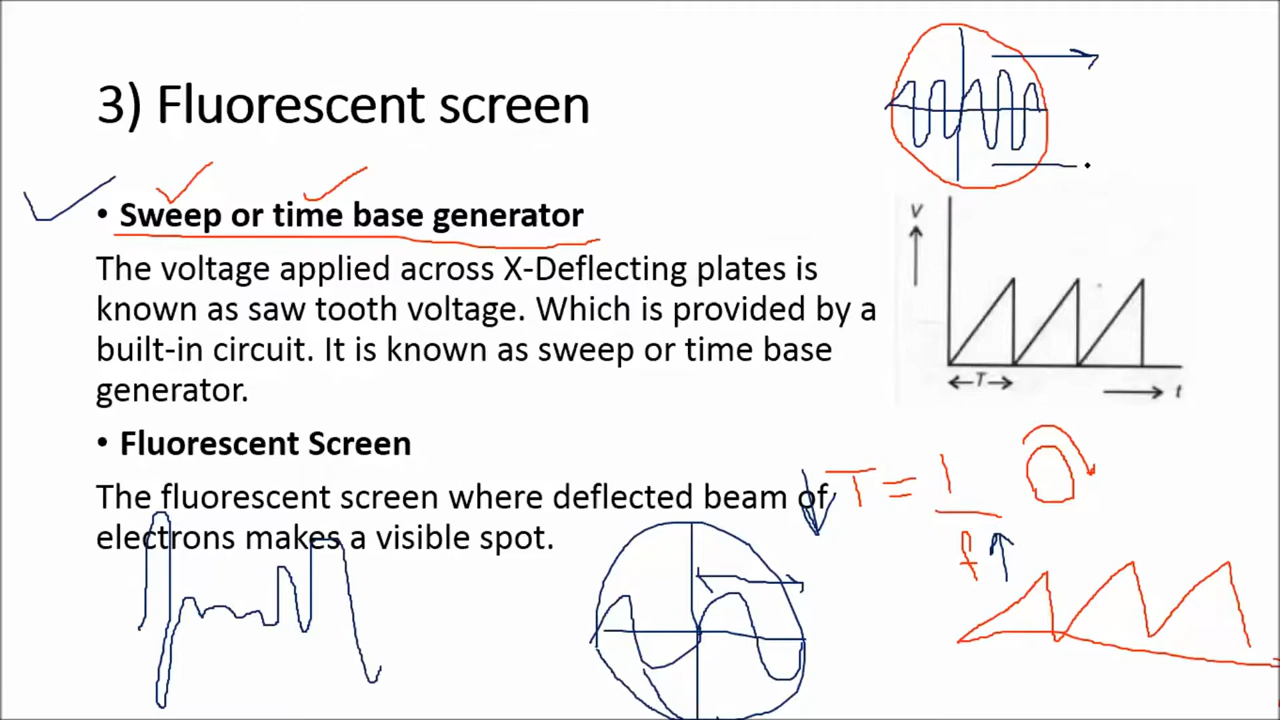 3) Fluorescent screen
• Sweep or time base generator
The voltage applied across X-Deflecting plates is
known as saw tooth voltage. Which is provided by a
built-in circuit. It is known as sweep or time base
generator.
V
T
t
• Fluorescent Screen
The fluorescent screen where deflected beam of
electrons makes a visible spot.
T = 1/f